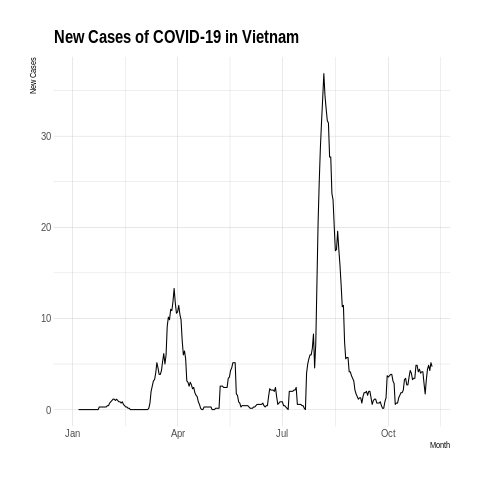 New Cases of COVID-19 in Vietnam
New Cases
30
20
10
0
Jan Apr Jul Oct
Month